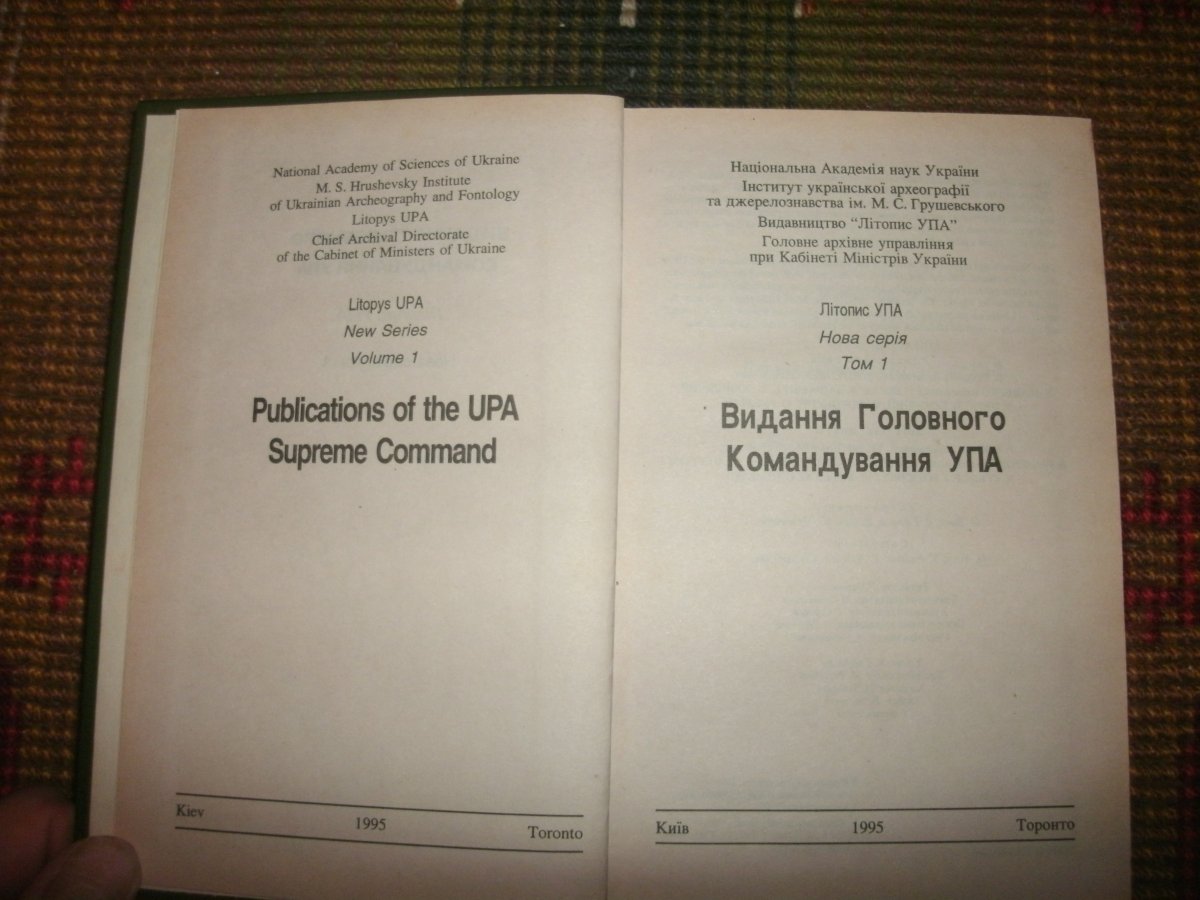 National Academy of Sciences of Ukraine
M. S. Hrushevsky Institute
of Ukrainian Archeography and Fontology
Litopys UPA
Chief Archival Directorate
of the Cabinet of Ministers of Ukraine
Litopys UPA
New Series
Volume 1
Publications of the UPA
Supreme Command
Kiev 1995 Toronto
Національна Академія наук України
Інститут української археографії
та джерелознавства ім. М. С. Грушевського
Видавництво “Літопис УПА”
Головне архівне управління
при Кабінеті Міністрів України
Літопис УПА
Нова серія
Том 1
Видання Головного
Командування УПА
Київ 1995 Торонто